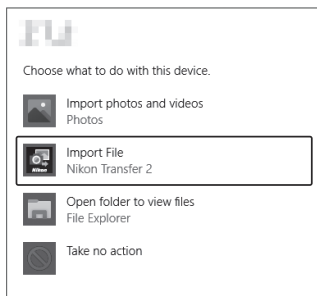 Choose what to do with this device.
Import photos and videos
Photos
Import File
Nikon Transfer 2
Open folder to view files
File Explorer
Take no action